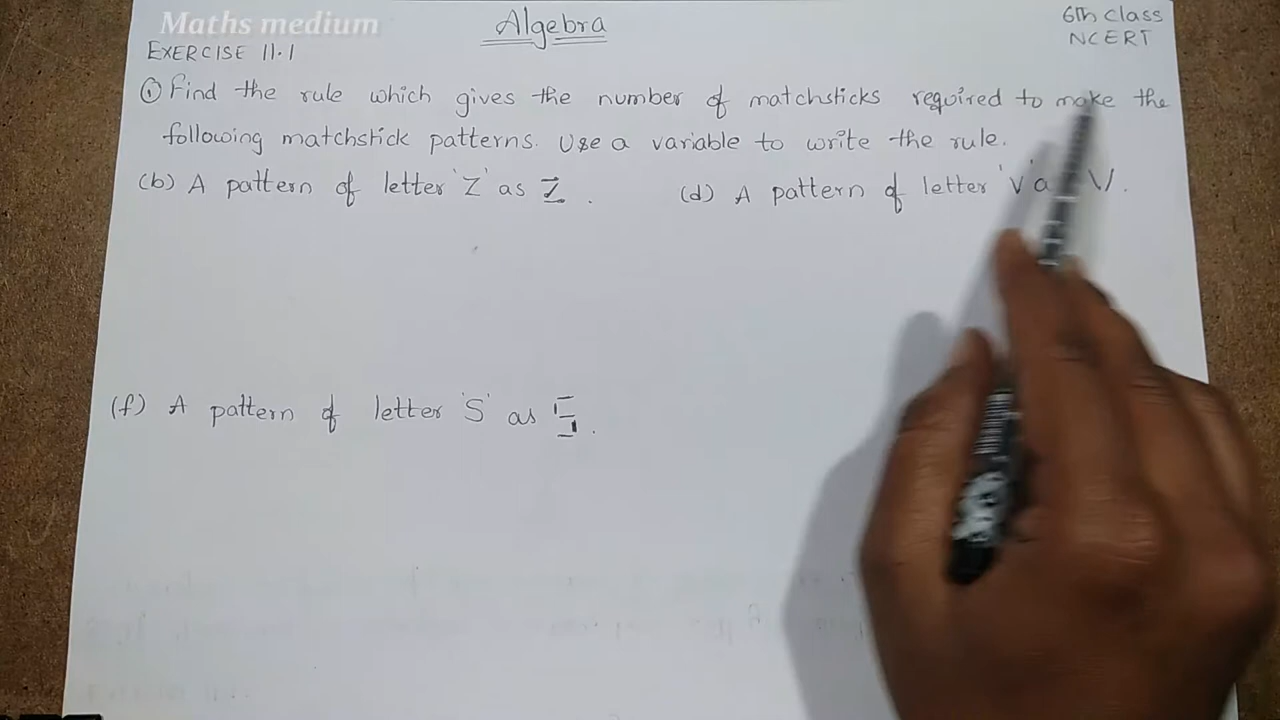 Maths medium
Algebra
6th Class
NCERT
EXERCISE 11.1
① Find the rule which gives the number of matchsticks required to make the
following matchstick patterns. Use a variable to write the rule.
(b) A pattern of letter 'Z' as Z.
(d) A pattern of letter 'V' a V.
(f) A pattern of letter 'S' as S.